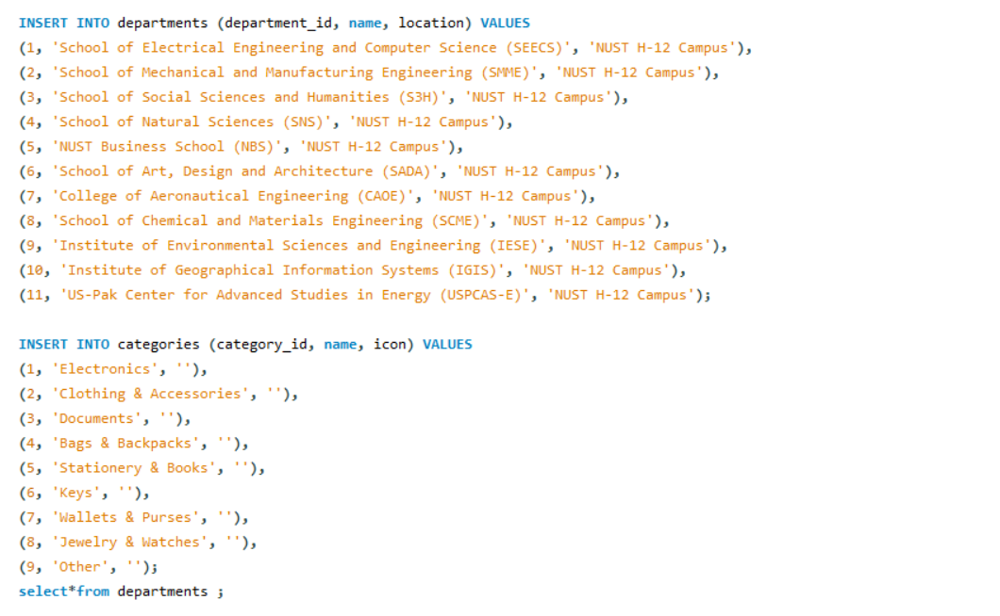 INSERT INTO departments (department_id, name, location) VALUES
(1, 'School of Electrical Engineering and Computer Science (SEECS)', 'NUST H-12 Campus'),
(2, 'School of Mechanical and Manufacturing Engineering (SMME)', 'NUST H-12 Campus'),
(3, 'School of Social Sciences and Humanities (S3H)', 'NUST H-12 Campus'),
(4, 'School of Natural Sciences (SNS)', 'NUST H-12 Campus'),
(5, 'NUST Business School (NBS)', 'NUST H-12 Campus'),
(6, 'School of Art, Design and Architecture (SADA)', 'NUST H-12 Campus'),
(7, 'College of Aeronautical Engineering (CAOE)', 'NUST H-12 Campus'),
(8, 'School of Chemical and Materials Engineering (SCME)', 'NUST H-12 Campus'),
(9, 'Institute of Environmental Sciences and Engineering (IESE)', 'NUST H-12 Campus'),
(10, 'Institute of Geographical Information Systems (IGIS)', 'NUST H-12 Campus'),
(11, 'US-Pak Center for Advanced Studies in Energy (USPCAS-E)', 'NUST H-12 Campus');
INSERT INTO categories (category_id, name, icon) VALUES
(1, 'Electronics', ''),
(2, 'Clothing & Accessories', ''),
(3, 'Documents', ''),
(4, 'Bags & Backpacks', ''),
(5, 'Stationery & Books', ''),
(6, 'Keys', ''),
(7, 'Wallets & Purses', ''),
(8, 'Jewelry & Watches', ''),
(9, 'Other', '');
select*from departments ;